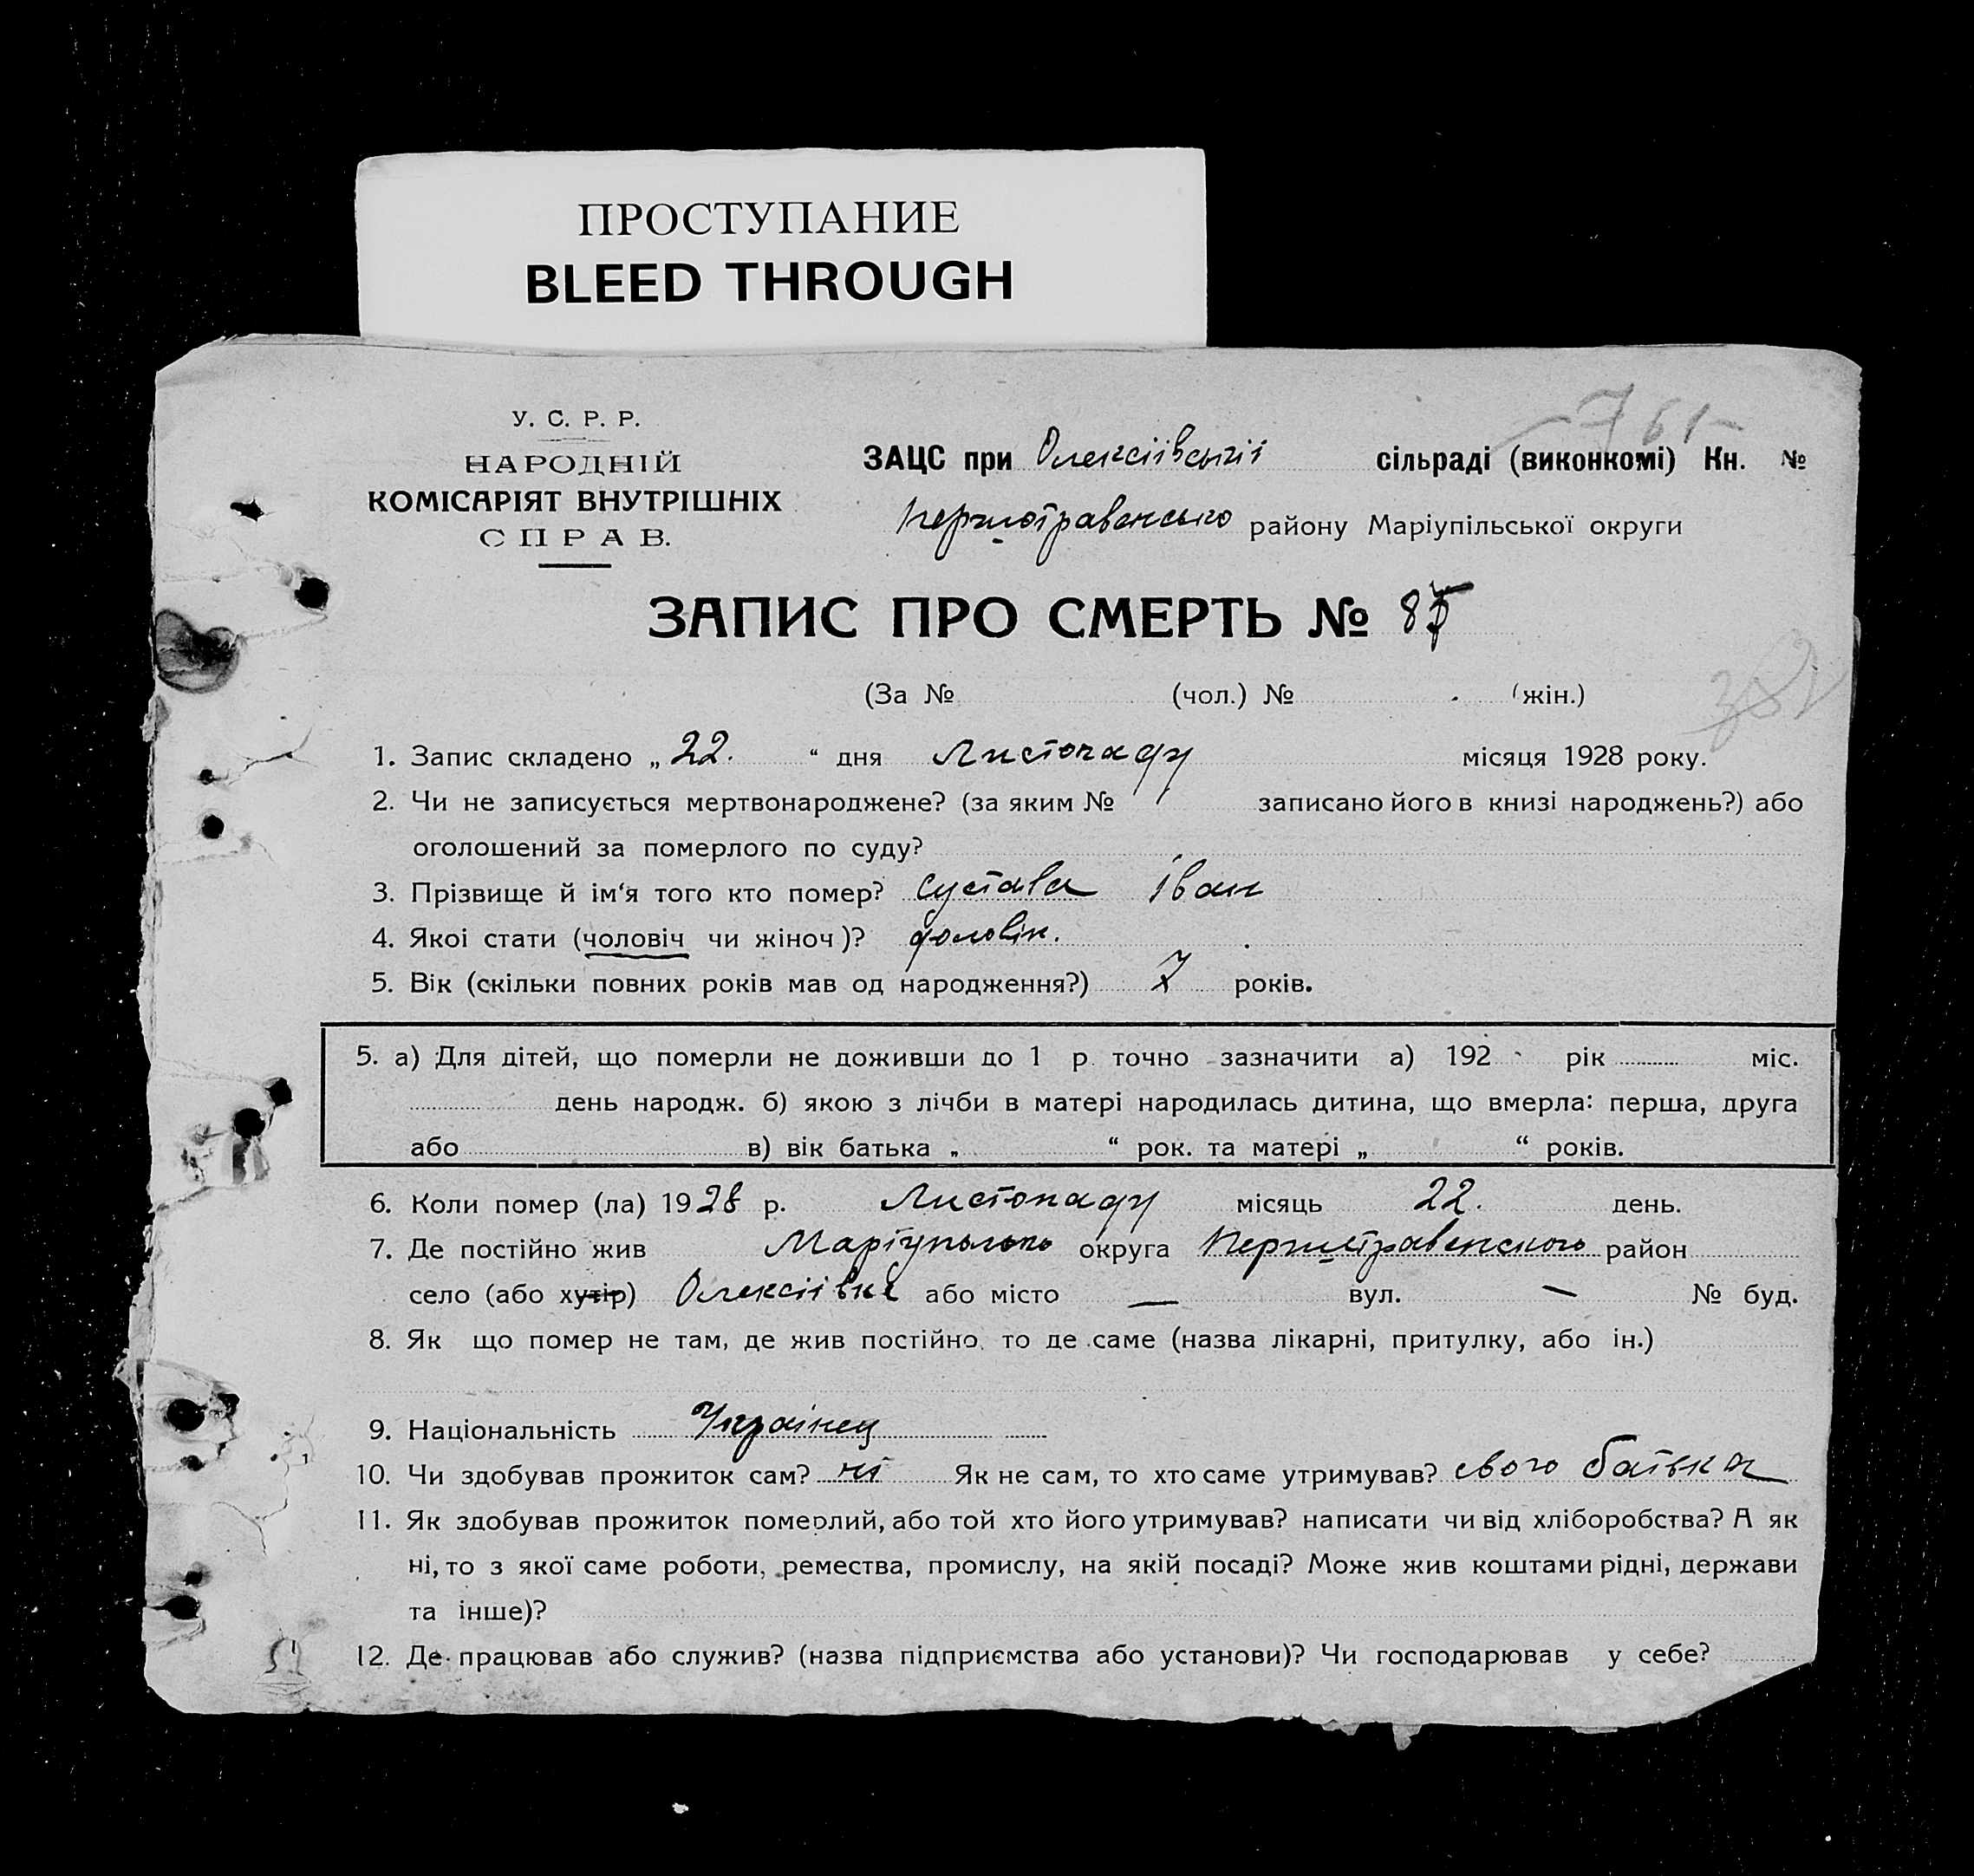 ПРОСТУПАНИЕ
BLEED THROUGH
У. С. Р. Р.
НАРОДНІЙ
КОМІСАРІЯТ ВНУТРІШНІХ
СПРАВ.
761
ЗАЦС при Олексіївській сільраді (виконкомі) Кн. №
Першотравенсько району Маріупільської округи
ЗАПИС ПРО СМЕРТЬ №
(За № (чол.) № (жін.)
1. Запис складено „ 22. “ дня Листопаду місяця 1928 року.
2. Чи не записується мертвонароджене? (за яким № записано його в книзі народжень?) або
оголошений за померлого по суду?
3. Прізвище й ім‘я того кто помер? Сустава Іван
4. Якоі стати (чоловіч чи жіноч)? чоловік.
5. Вік (скільки повних років мав од народження?) 7 років.
5. а) Для дітей, що померли не доживши до 1 р. точно зазначити а) 192 рік міс.
день народж. б) якою з лічби в матері народилась дитина, що вмерла: перша, друга
або в) вік батька „ “ рок. та матері „ “ років.
6. Коли помер (ла) 1928 р. Листопаду місяць 22. день.
7. Де постійно жив округа Першотравенского район
село (або хутір) Олексіівка або місто — вул. — № буд.
8. Як що помер не там, де жив постійно, то де саме (назва лікарні, притулку, або ін.)
9. Національність Украінец
10. Чи здобував прожиток сам? ні Як не сам, то хто саме утримував? свого батька
11. Як здобував прожиток померлий, або той хто його утримував? написати чи від хліборобства? А як
ні, то з якої саме роботи, ремества, промислу, на якій посаді? Може жив коштами рідні, держави
та інше)?
12. Де працював або служив? (назва підприємства або установи)? Чи господарював у себе?